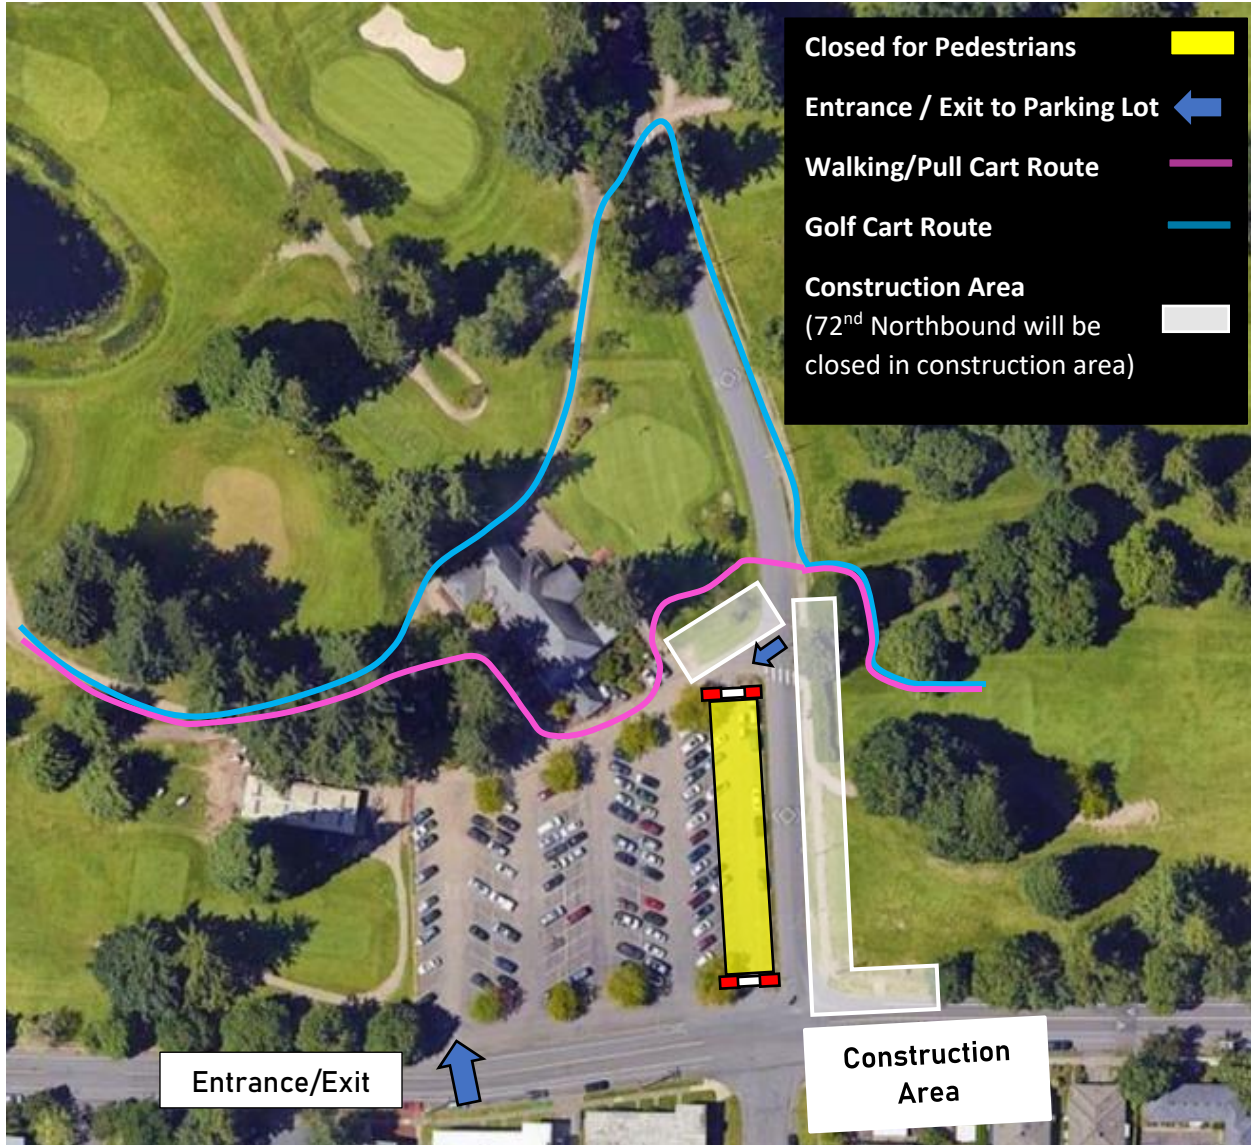 Closed for Pedestrians
Entrance / Exit to Parking Lot
Walking/Pull Cart Route
Golf Cart Route
Construction Area
(72nd Northbound will be
closed in construction area)
Entrance/Exit
Construction
Area